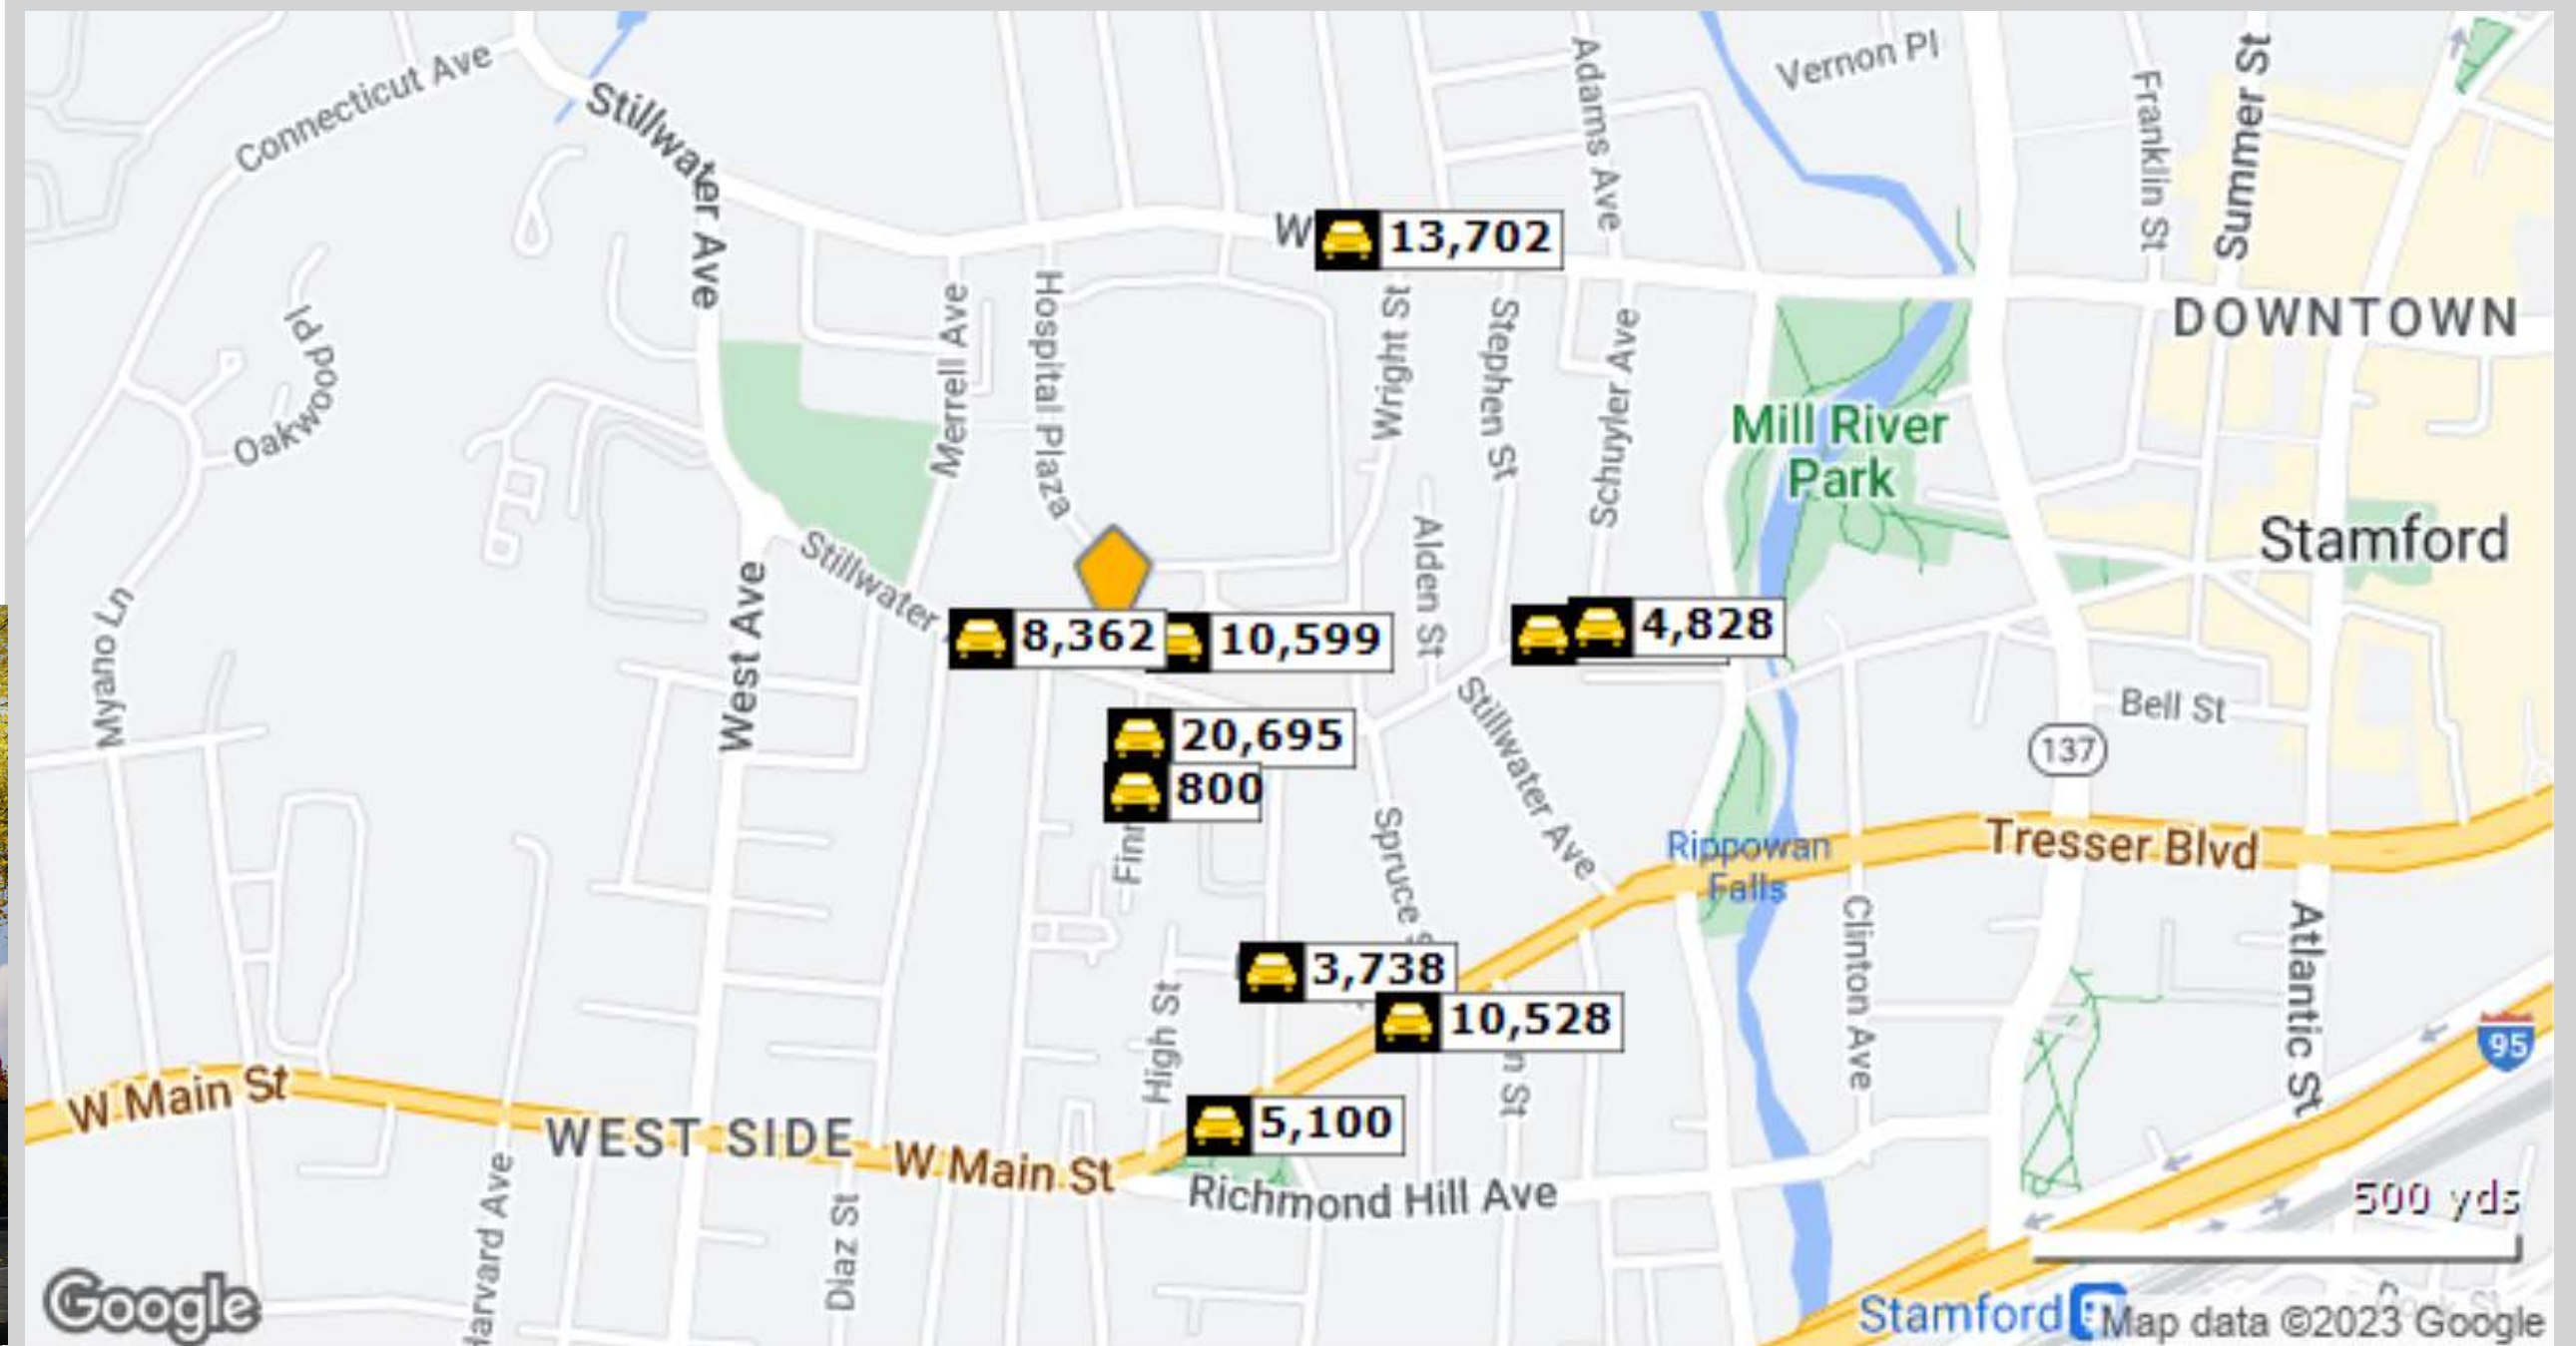 Connecticut Ave
Stillwater Ave
Adams Ave
Vernon Pl
Franklin St
Summer St
W
13,702
Oakwood Pl
Merrell Ave
Hospital Plaza
Wright St
Stephen St
Schuyler Ave
DOWNTOWN
Mill River
Park
Stamford
Alden St
Stillwater
Myano Ln
West Ave
8,362
10,599
4,828
Stillwater Ave
Bell St
137
20,695
800
Finn
Spruce
Rippowan
Falls
Tresser Blvd
Clinton Ave
Atlantic St
3,738
10,528
High St
n St
95
W Main St
WEST SIDE
W Main St
5,100
Richmond Hill Ave
Harvard Ave
Diaz St
500 yds
Google
Stamford
Map data ©2023 Google